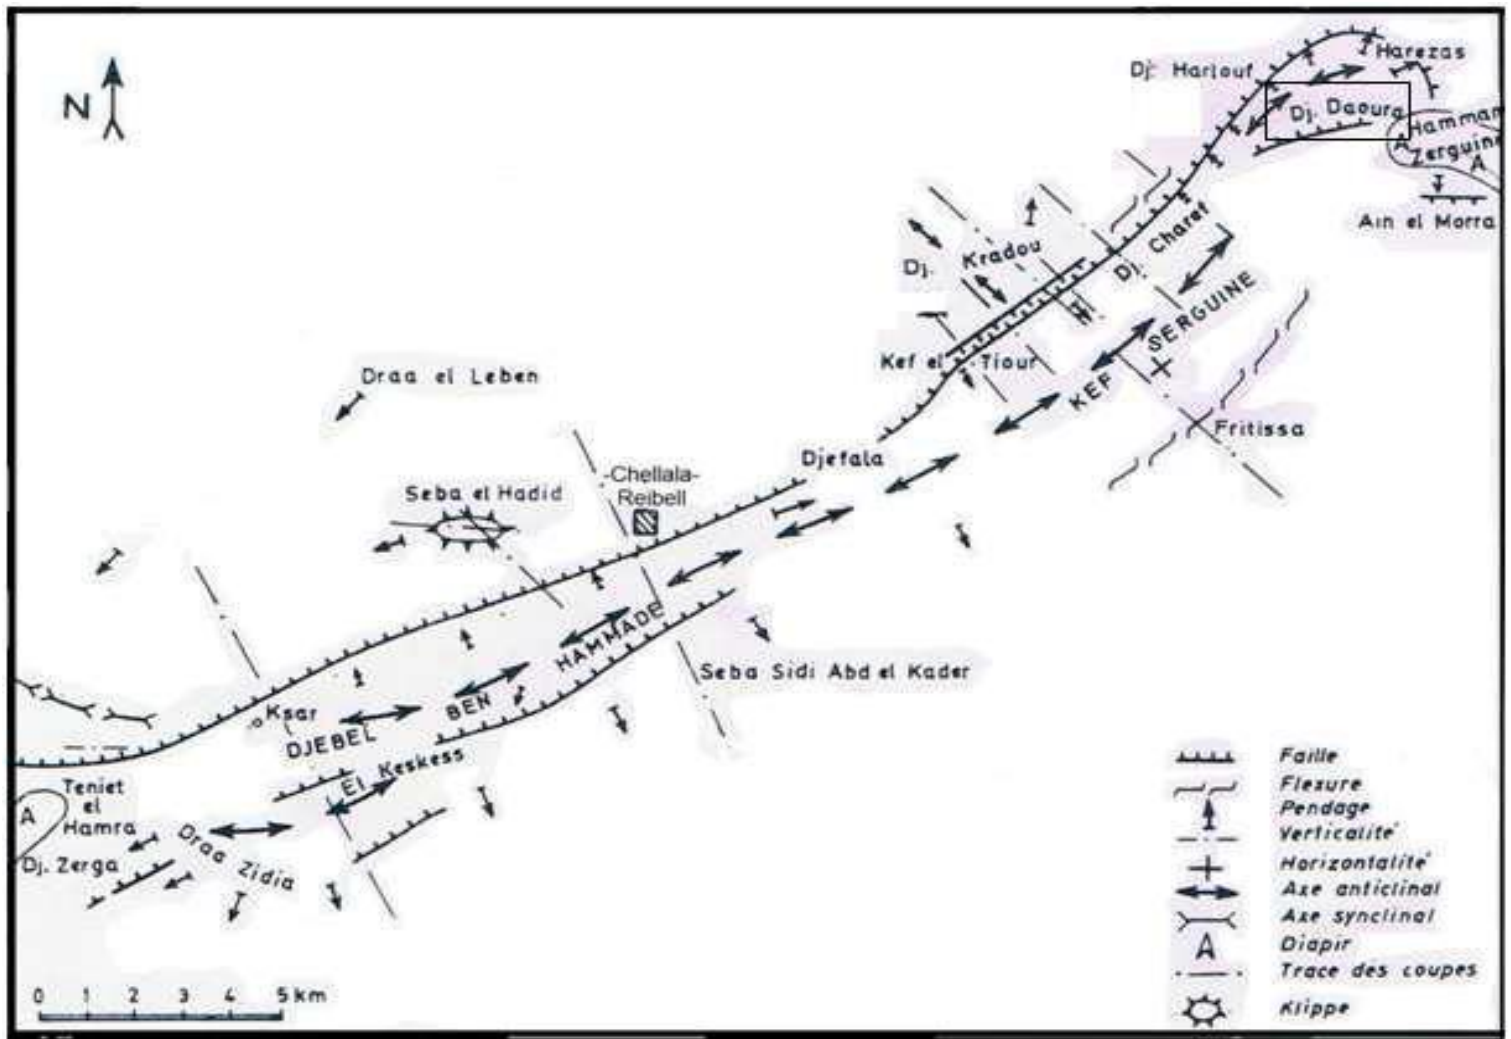 N
Dj. Harlouf
Harezas
Dj. Daoura
Hammam
Zerguine
A
A
Ain el Morra
Dj. Kradou
Dj. Charef
Kef el Tiour
KEF SERGUINE
Fritissa
Draa el Leben
Djefala
Seba el Hadid
-Chellala-
Reibell
Seba Sidi Abd el Kader
Ksar
DJEBEL BEN HAMMADE
El Keskess
Teniet
el
Hamra
A
Dj. Zerga
Draa Zidia
Faille
Flexure
Pendage
Verticalité
Horizontalité
Axe anticlinal
Axe synclinal
A Diapir
Trace des coupes
Klippe
0 1 2 3 4 5 km